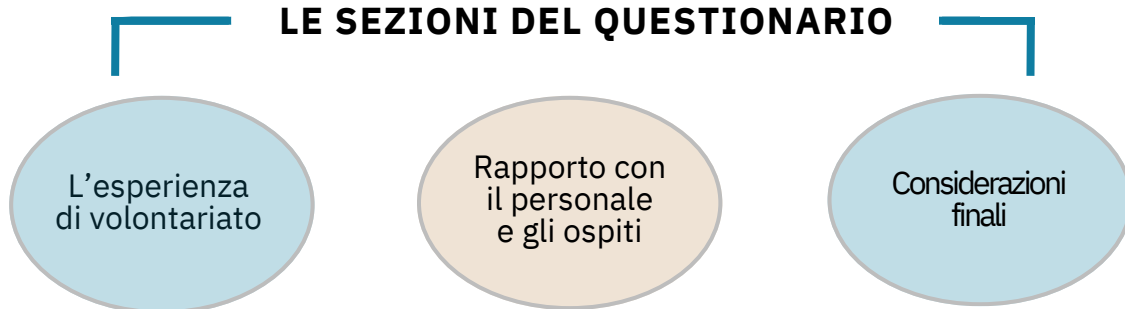 LE SEZIONI DEL QUESTIONARIO
L’esperienza
di volontariato
Rapporto con
il personale
e gli ospiti
Considerazioni
finali